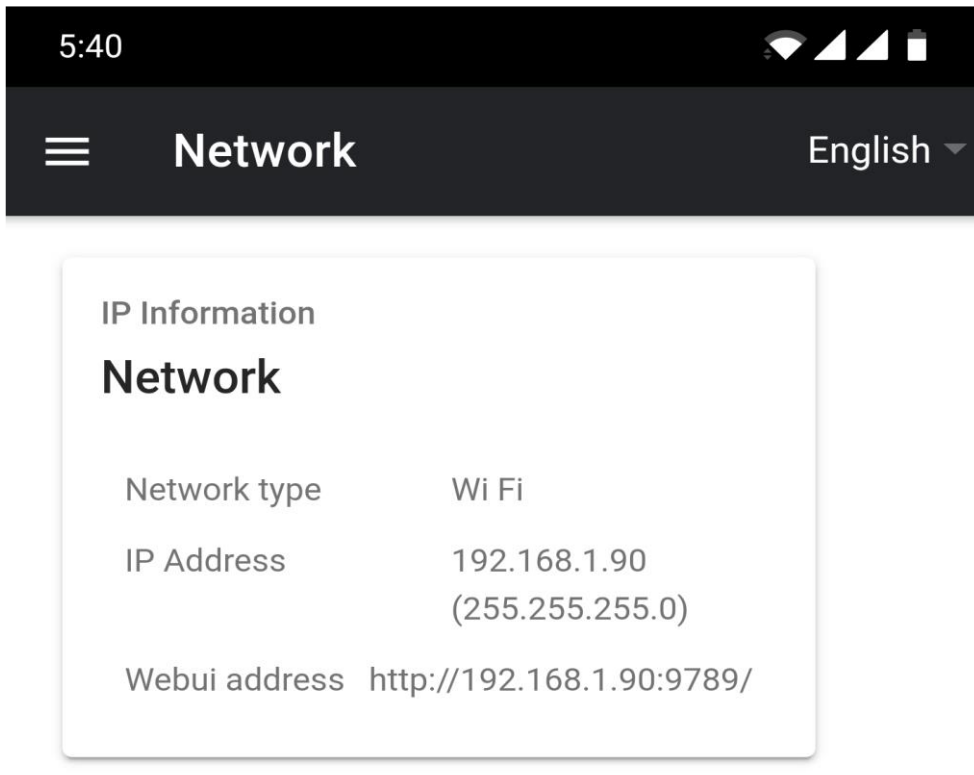 5:40
Network
English
IP Information
Network
Network type Wi Fi
IP Address 192.168.1.90
(255.255.255.0)
Webui address http://192.168.1.90:9789/